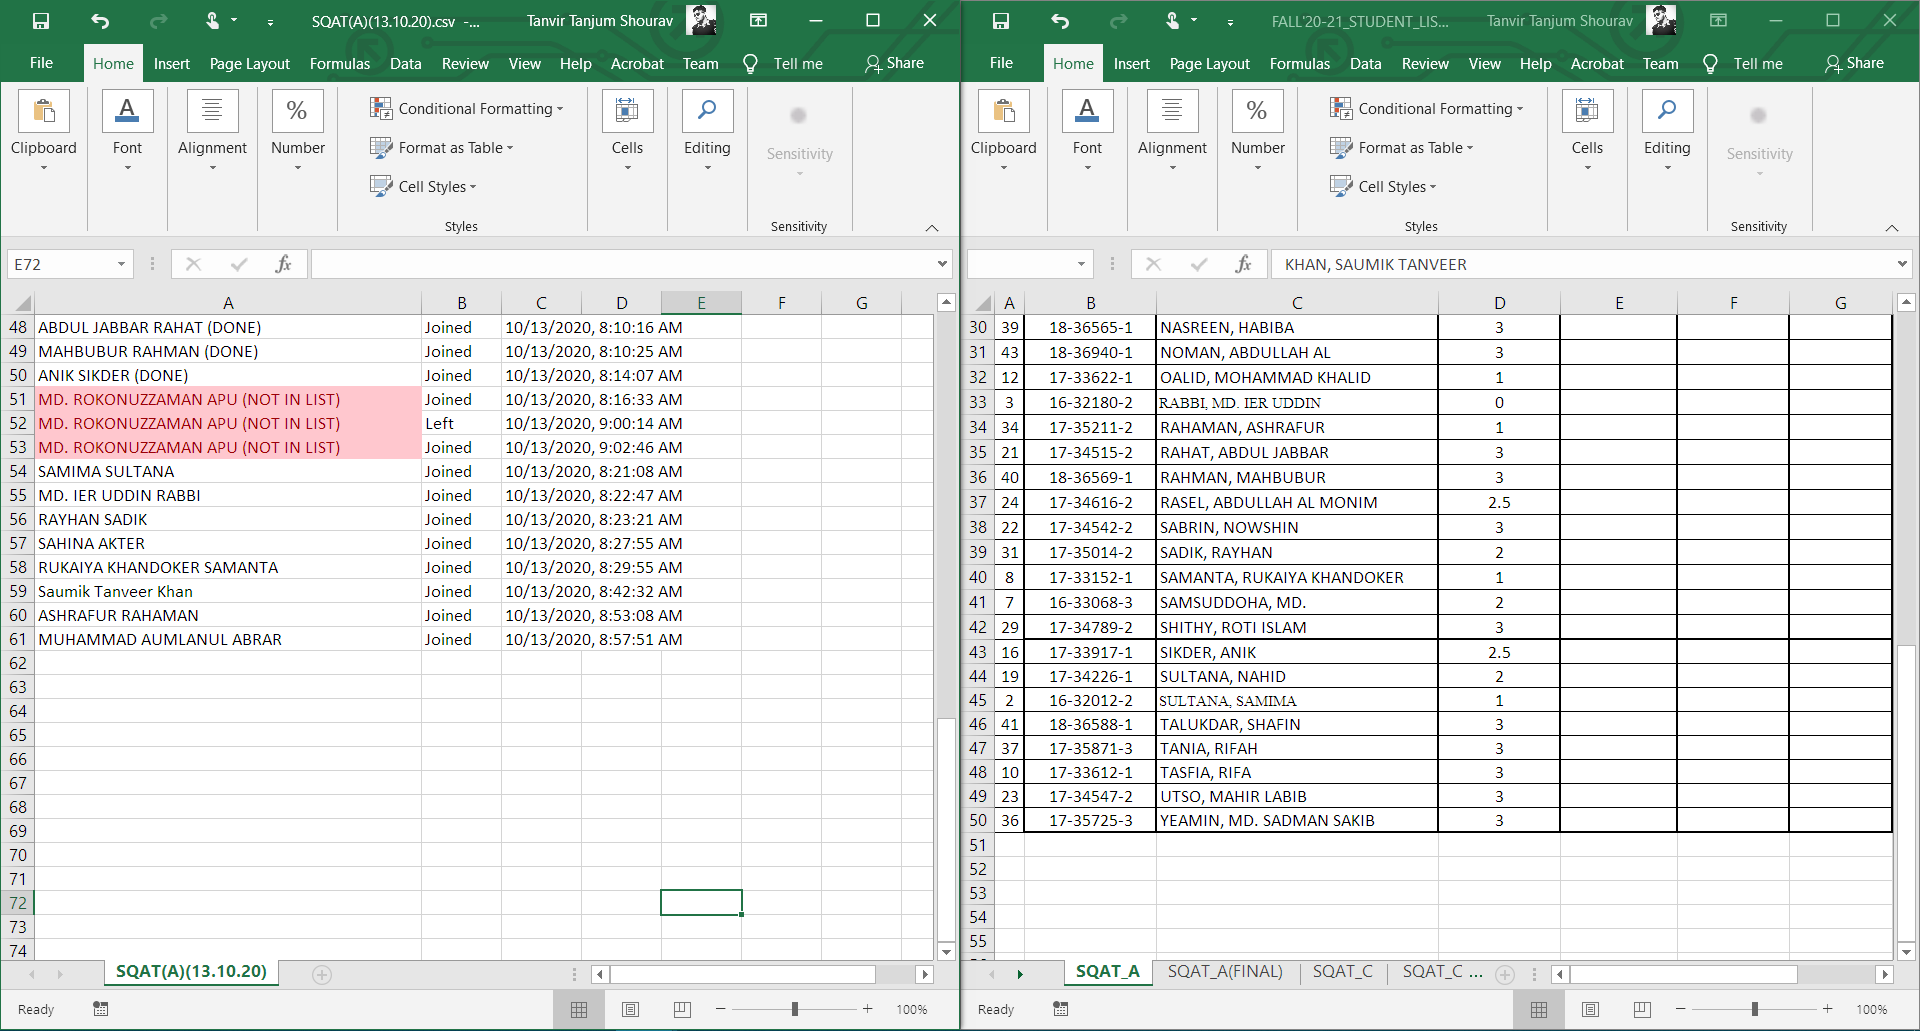 SQAT(A)(13.10.20).csv -... Tanvir Tanjum Shourav
File Home Insert Page Layout Formulas Data Review View Help Acrobat Team Tell me Share
Clipboard Font Alignment Number Conditional Formatting Format as Table Cell Styles Cells Editing Sensitivity
Styles Sensitivity
E72 fx
A B C D E F G
48 ABDUL JABBAR RAHAT (DONE) Joined 10/13/2020, 8:10:16 AM
49 MAHBUBUR RAHMAN (DONE) Joined 10/13/2020, 8:10:25 AM
50 ANIK SIKDER (DONE) Joined 10/13/2020, 8:14:07 AM
51 MD. ROKONUZZAMAN APU (NOT IN LIST) Joined 10/13/2020, 8:16:33 AM
52 MD. ROKONUZZAMAN APU (NOT IN LIST) Left 10/13/2020, 9:00:14 AM
53 MD. ROKONUZZAMAN APU (NOT IN LIST) Joined 10/13/2020, 9:02:46 AM
54 SAMIMA SULTANA Joined 10/13/2020, 8:21:08 AM
55 MD. IER UDDIN RABBI Joined 10/13/2020, 8:22:47 AM
56 RAYHAN SADIK Joined 10/13/2020, 8:23:21 AM
57 SAHINA AKTER Joined 10/13/2020, 8:27:55 AM
58 RUKAIYA KHANDOKER SAMANTA Joined 10/13/2020, 8:29:55 AM
59 Saumik Tanveer Khan Joined 10/13/2020, 8:42:32 AM
60 ASHRAFUR RAHAMAN Joined 10/13/2020, 8:53:08 AM
61 MUHAMMAD AUMLANUL ABRAR Joined 10/13/2020, 8:57:51 AM
62
63
64
65
66
67
68
69
70
71
72
73
74
SQAT(A)(13.10.20)
Ready 100%
FALL'20-21_STUDENT_LIS... Tanvir Tanjum Shourav
File Home Insert Page Layout Formulas Data Review View Help Acrobat Team Tell me Share
Clipboard Font Alignment Number Conditional Formatting Format as Table Cell Styles Cells Editing Sensitivity
Styles Sensitivity
fx KHAN, SAUMIK TANVEER
A B C D E F G
30 39 18-36565-1 NASREEN, HABIBA 3
31 43 18-36940-1 NOMAN, ABDULLAH AL 3
32 12 17-33622-1 OALID, MOHAMMAD KHALID 1
33 3 16-32180-2 RABBI, MD. IER UDDIN 0
34 34 17-35211-2 RAHAMAN, ASHRAFUR 1
35 21 17-34515-2 RAHAT, ABDUL JABBAR 3
36 40 18-36569-1 RAHMAN, MAHBUBUR 3
37 24 17-34616-2 RASEL, ABDULLAH AL MONIM 2.5
38 22 17-34542-2 SABRIN, NOWSHIN 3
39 31 17-35014-2 SADIK, RAYHAN 2
40 8 17-33152-1 SAMANTA, RUKAIYA KHANDOKER 1
41 7 16-33068-3 SAMSUDDOHA, MD. 2
42 29 17-34789-2 SHITHY, ROTI ISLAM 3
43 16 17-33917-1 SIKDER, ANIK 2.5
44 19 17-34226-1 SULTANA, NAHID 2
45 2 16-32012-2 SULTANA, SAMIMA 1
46 41 18-36588-1 TALUKDAR, SHAFIN 3
47 37 17-35871-3 TANIA, RIFAH 3
48 10 17-33612-1 TASFIA, RIFA 3
49 23 17-34547-2 UTSO, MAHIR LABIB 3
50 36 17-35725-3 YEAMIN, MD. SADMAN SAKIB 3
51
52
53
54
55
SQAT_A SQAT_A(FINAL) SQAT_C SQAT_C ...
Ready 100%